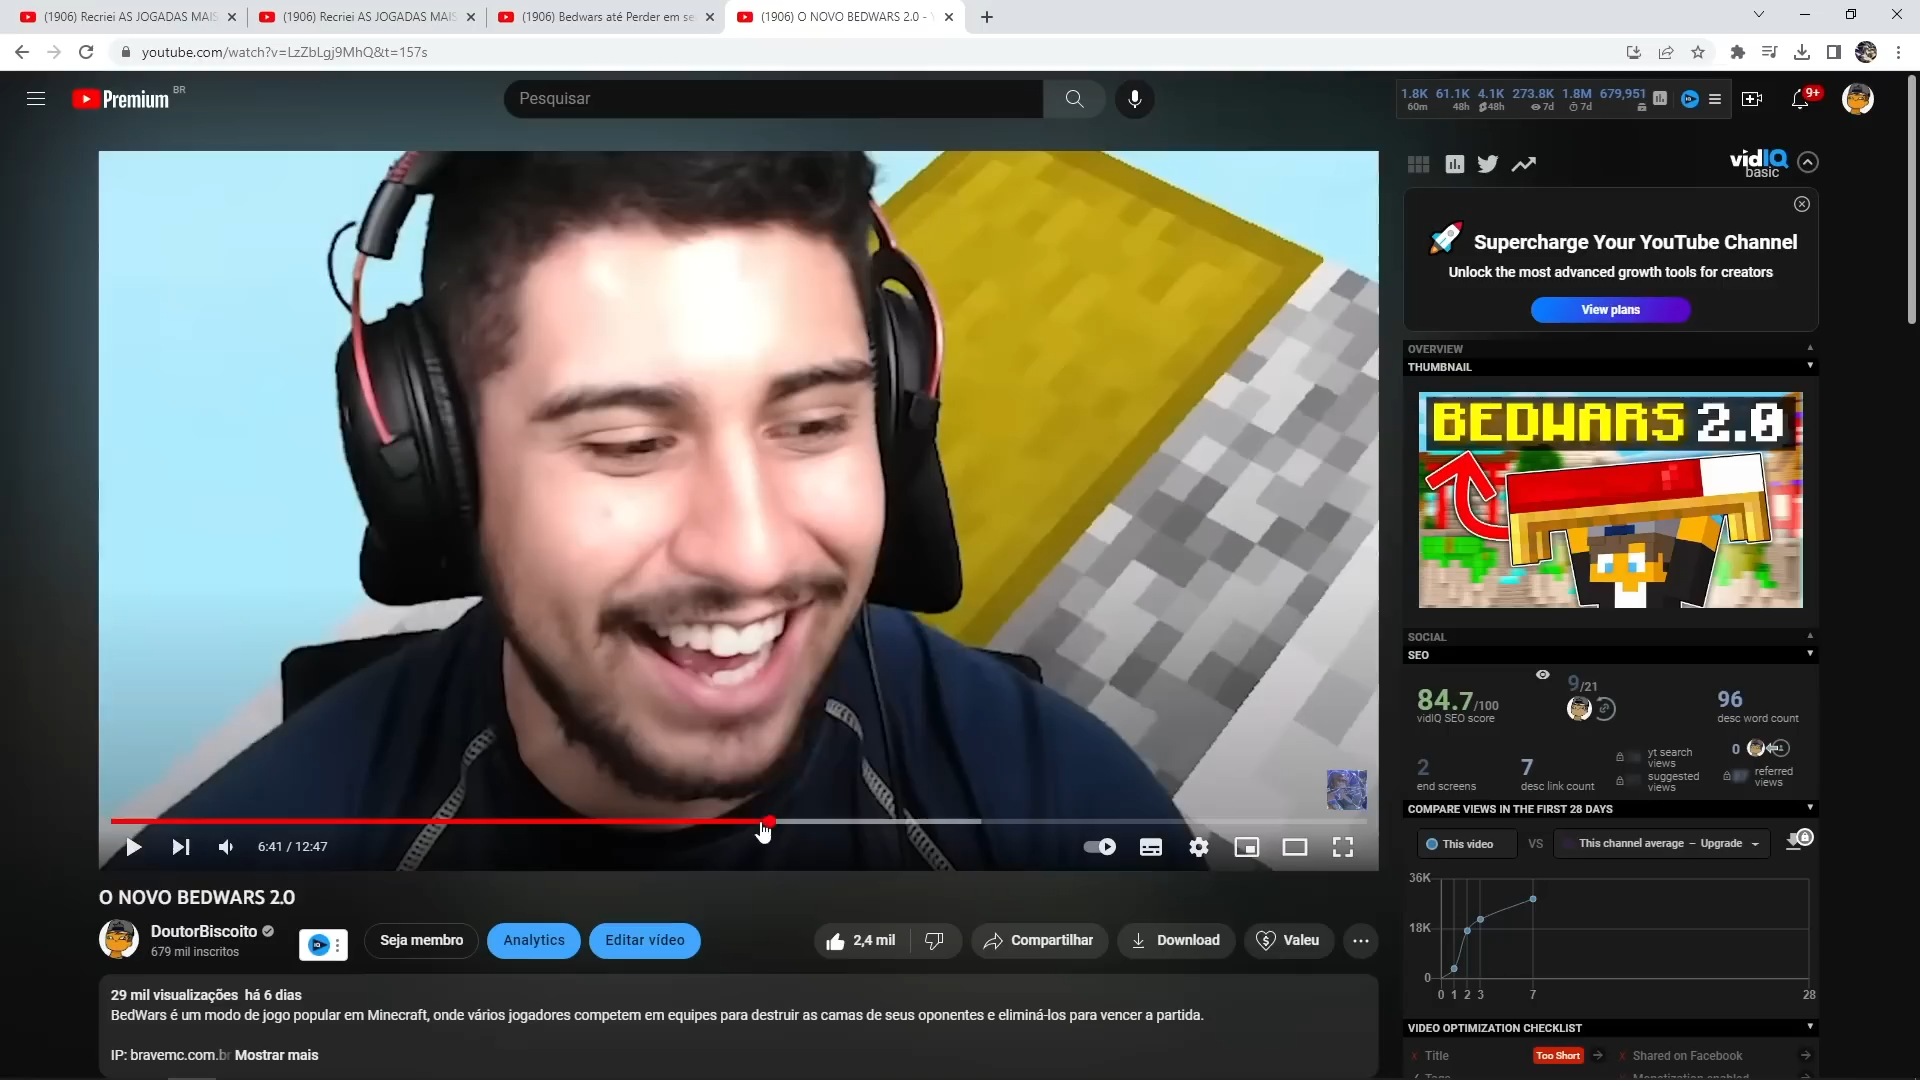 (1906) Recriei AS JOGADAS MAIS
(1906) Recriei AS JOGADAS MAIS
(1906) Bedwars até Perder em se
(1906) O NOVO BEDWARS 2.0 -
youtube.com/watch?v=LzZbLgj9MhQ&t=157s
Premium BR
Pesquisar
1.8K 61.1K 4.1K 273.8K 1.8M 679,951
60m 48h 48h 7d 7d
9+
vidIQ
basic
Supercharge Your YouTube Channel
Unlock the most advanced growth tools for creators
View plans
OVERVIEW
THUMBNAIL
BEDWARS 2.0
SOCIAL
SEO
84.7/100
vidIQ SEO score
9/21
96
desc word count
2
end screens
7
desc link count
yt search views
suggested views
0
referred views
COMPARE VIEWS IN THE FIRST 28 DAYS
This video VS This channel average – Upgrade
36K
18K
0
0 1 2 3 7 28
VIDEO OPTIMIZATION CHECKLIST
Title Too Short
Shared on Facebook
6:41 / 12:47
O NOVO BEDWARS 2.0
DoutorBiscoito
679 mil inscritos
Seja membro
Analytics
Editar vídeo
2,4 mil
Compartilhar
Download
Valeu
29 mil visualizações há 6 dias
BedWars é um modo de jogo popular em Minecraft, onde vários jogadores competem em equipes para destruir as camas de seus oponentes e eliminá-los para vencer a partida.
IP: bravemc.com.br Mostrar mais